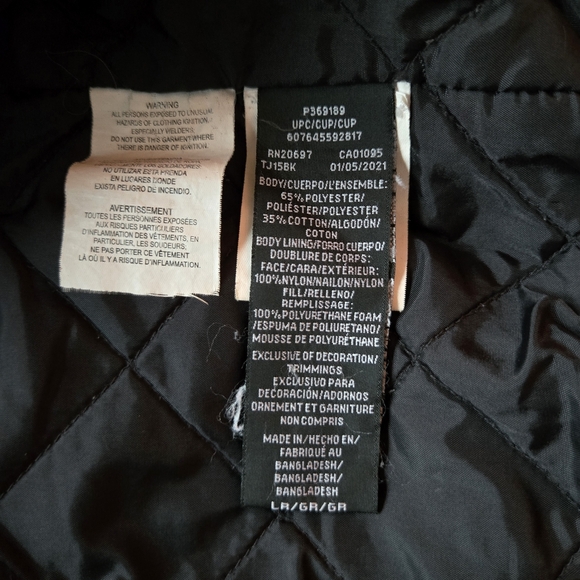 WARNING
ALL PERSONS EXPOSED TO UNUSUAL
HAZARDS OF CLOTHING IGNITION,
ESPECIALLY WELDERS,
DO NOT USE THIS GARMENT WHERE
THERE IS DANGER OF IGNITION.
LOS SOLDADORES,
NO UTILIZAR ESTA PRENDA
EN LUGARES DONDE
EXISTA PELIGRO DE INCENDIO.
AVERTISSEMENT
TOUTES LES PERSONNES EXPOSÉES
AUX RISQUES PARTICULIERS
D'INFLAMMATION DES VÊTEMENTS, EN
PARTICULIER, LES SOUDEURS,
NE PAS PORTER CE VÊTEMENT
LÀ OÙ IL Y A RISQUE D'INFLAMMATION.
P369189
UPC/CUP/CUP
607645592817
RN20697 CA01095
TJ15BK 01/05/2021
BODY/CUERPO/L'ENSEMBLE:
65%POLYESTER/
POLIÉSTER/POLYESTER
35%COTTON/ALGODÓN/
COTON
BODY LINING/FORRO CUERPO/
DOUBLURE DE CORPS:
FACE/CARA/EXTÉRIEUR:
100%NYLON/NAILON/NYLON
FILL/RELLENO/
REMPLISSAGE:
100%POLYURETHANE FOAM
/ESPUMA DE POLIURETANO/
MOUSSE DE POLYURÉTHANE
EXCLUSIVE OF DECORATION/
TRIMMINGS
EXCLUSIVO PARA
DECORACIÓN/ADORNOS
ORNEMENT ET GARNITURE
NON COMPRIS
MADE IN/HECHO EN/
FABRIQUÉ AU
BANGLADESH/
BANGLADESH/
BANGLADESH
LR/GR/GR